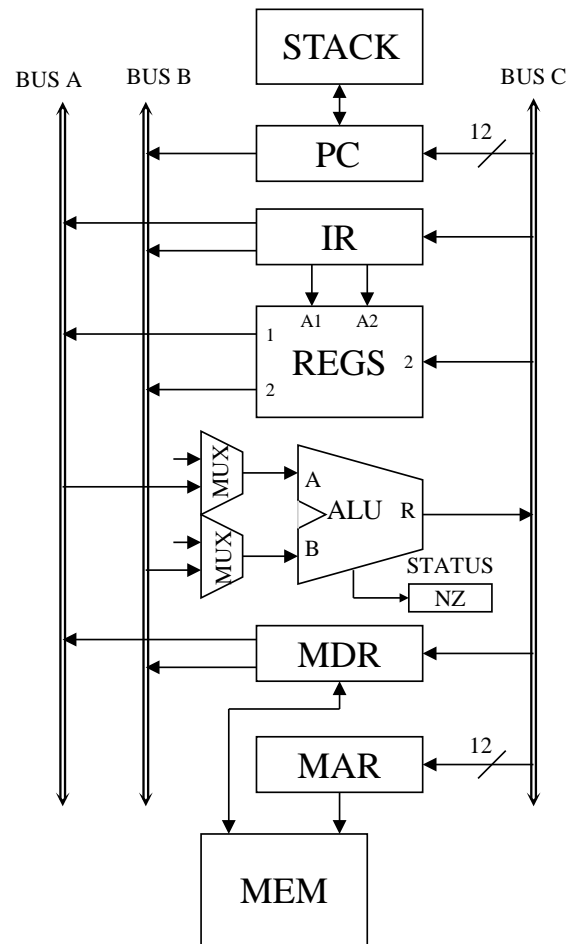 STACK
BUS A
BUS B
BUS C
12
PC
IR
A1 A2
1
REGS
2
2
MUX
A
ALU
R
MUX
B
STATUS
NZ
MDR
12
MAR
MEM